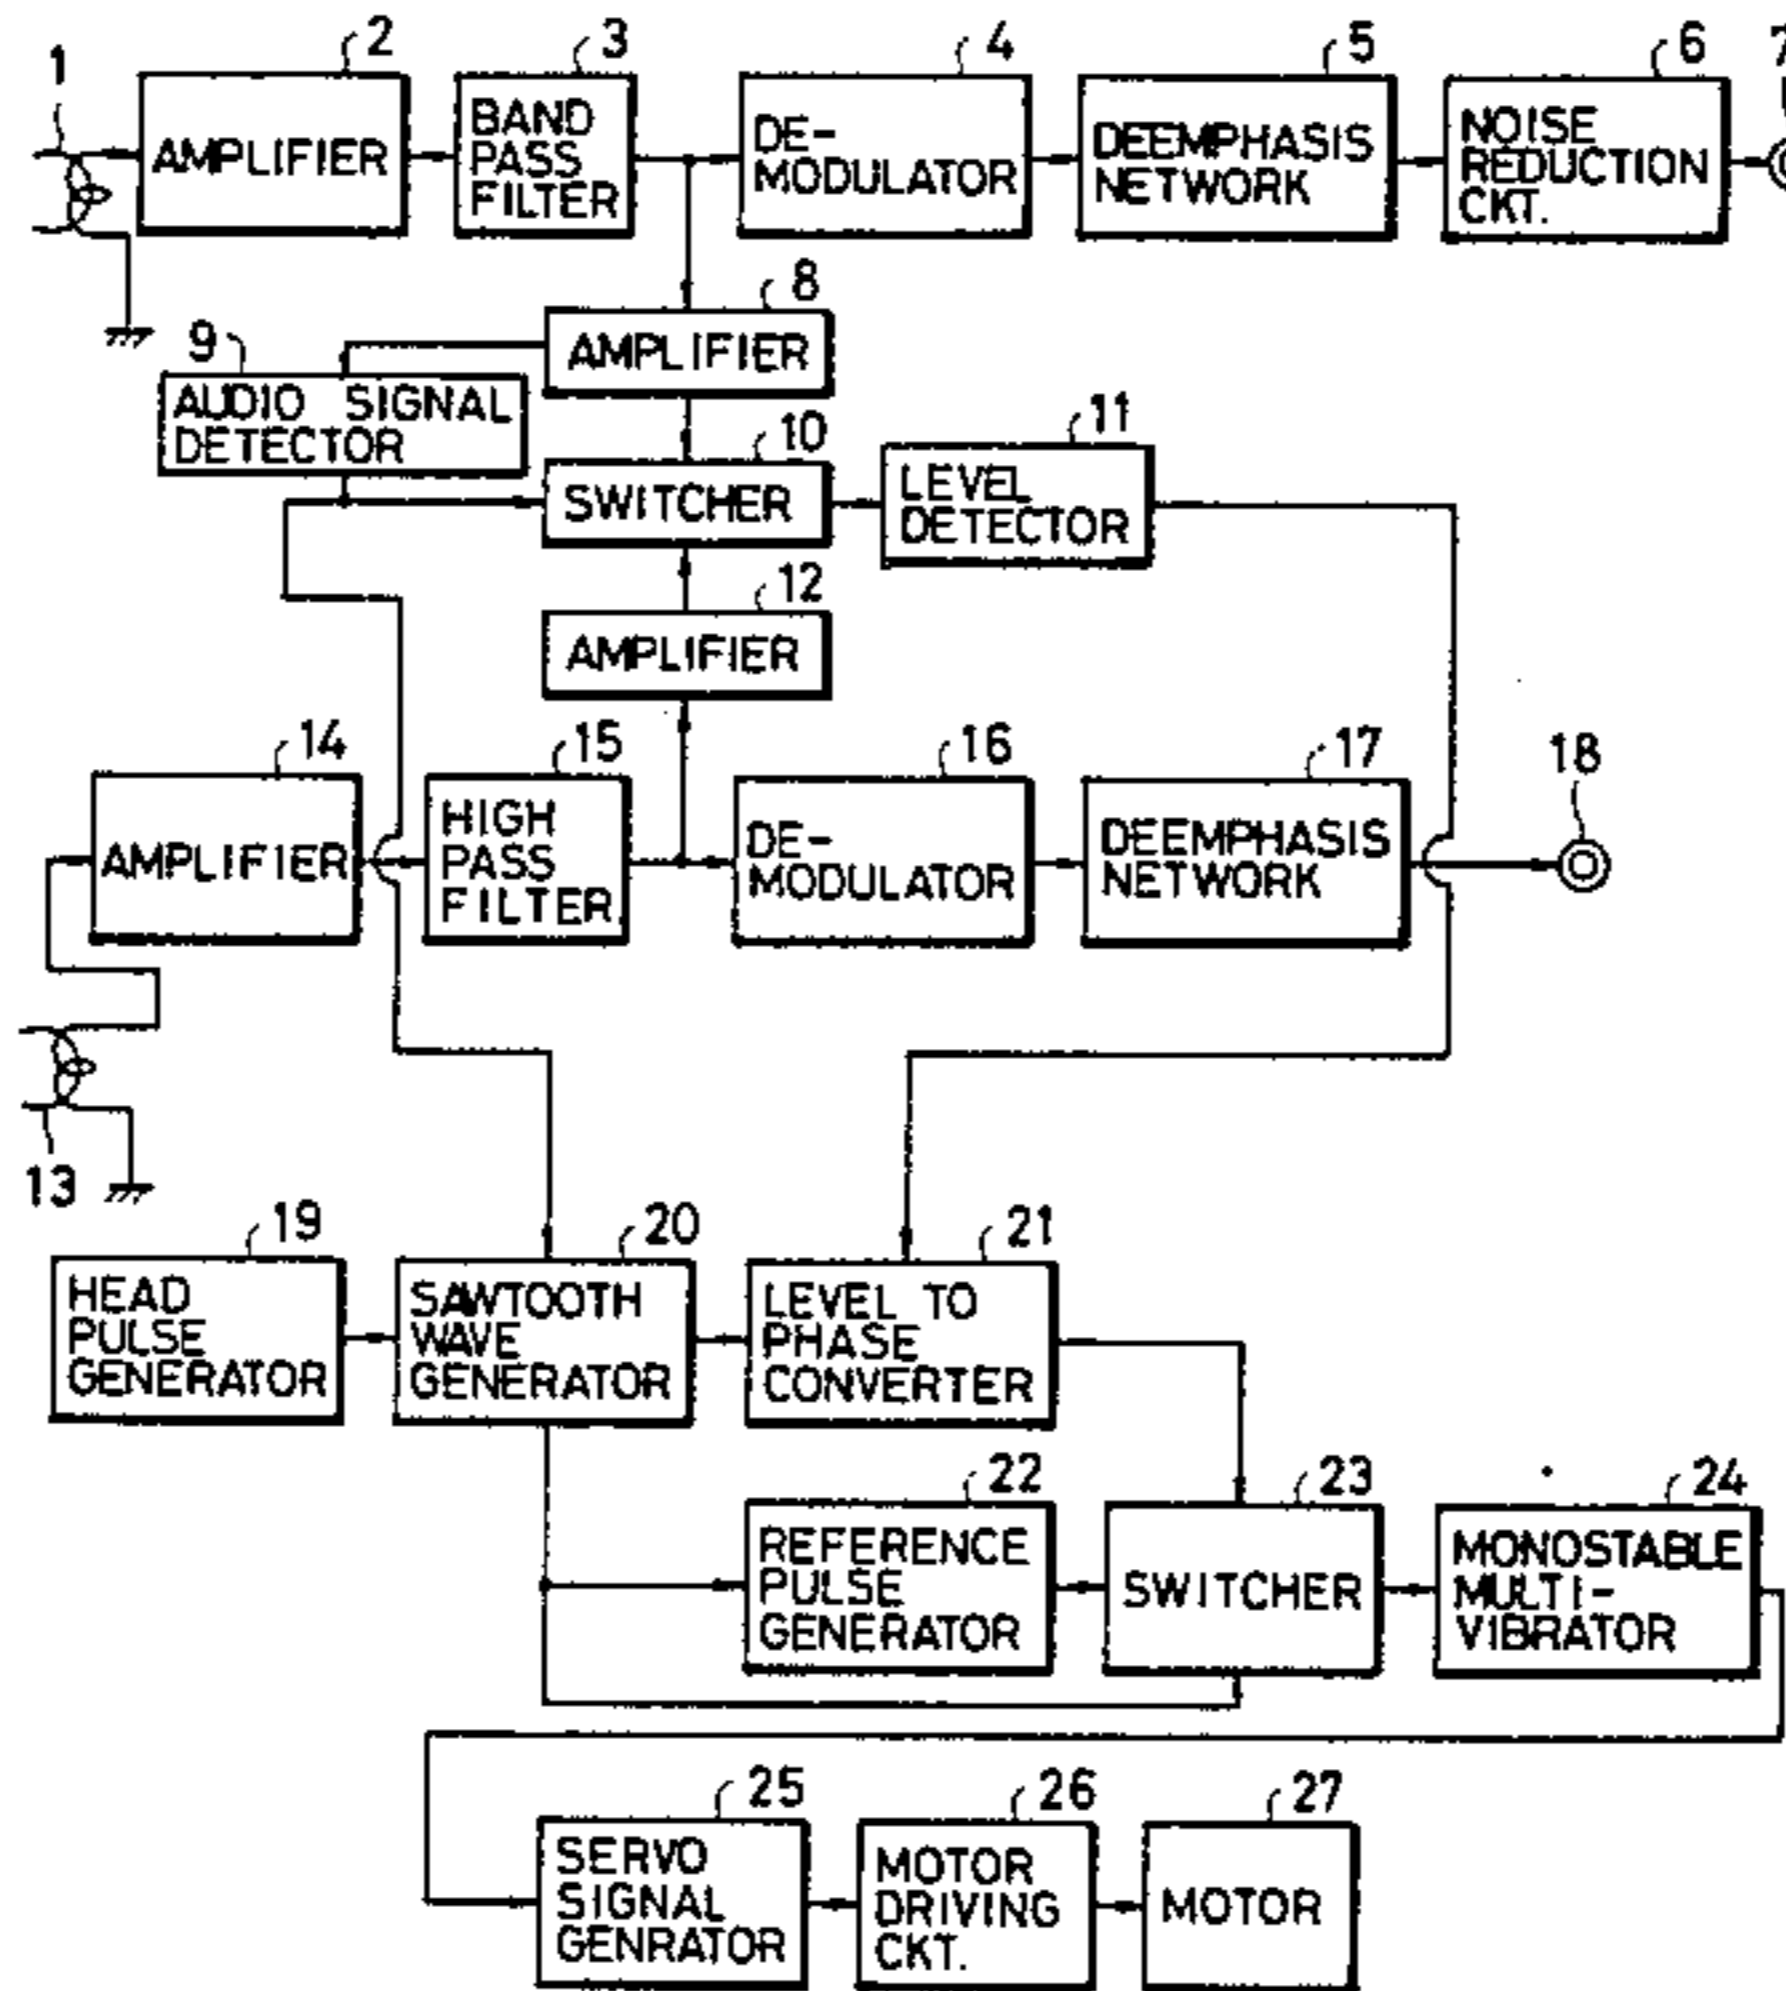 1
2
3
4
5
6
7
AMPLIFIER
BAND
PASS
FILTER
DE-
MODULATOR
DEEMPHASIS
NETWORK
NOISE
REDUCTION
CKT.
8
AMPLIFIER
9
AUDIO SIGNAL
DETECTOR
10
SWITCHER
11
LEVEL
DETECTOR
12
AMPLIFIER
14
AMPLIFIER
15
HIGH
PASS
FILTER
16
DE-
MODULATOR
17
DEEMPHASIS
NETWORK
18
13
19
HEAD
PULSE
GENERATOR
20
SAWTOOTH
WAVE
GENERATOR
21
LEVEL TO
PHASE
CONVERTER
22
REFERENCE
PULSE
GENERATOR
23
SWITCHER
24
MONOSTABLE
MULTI-
VIBRATOR
25
SERVO
SIGNAL
GENRATOR
26
MOTOR
DRIVING
CKT.
27
MOTOR